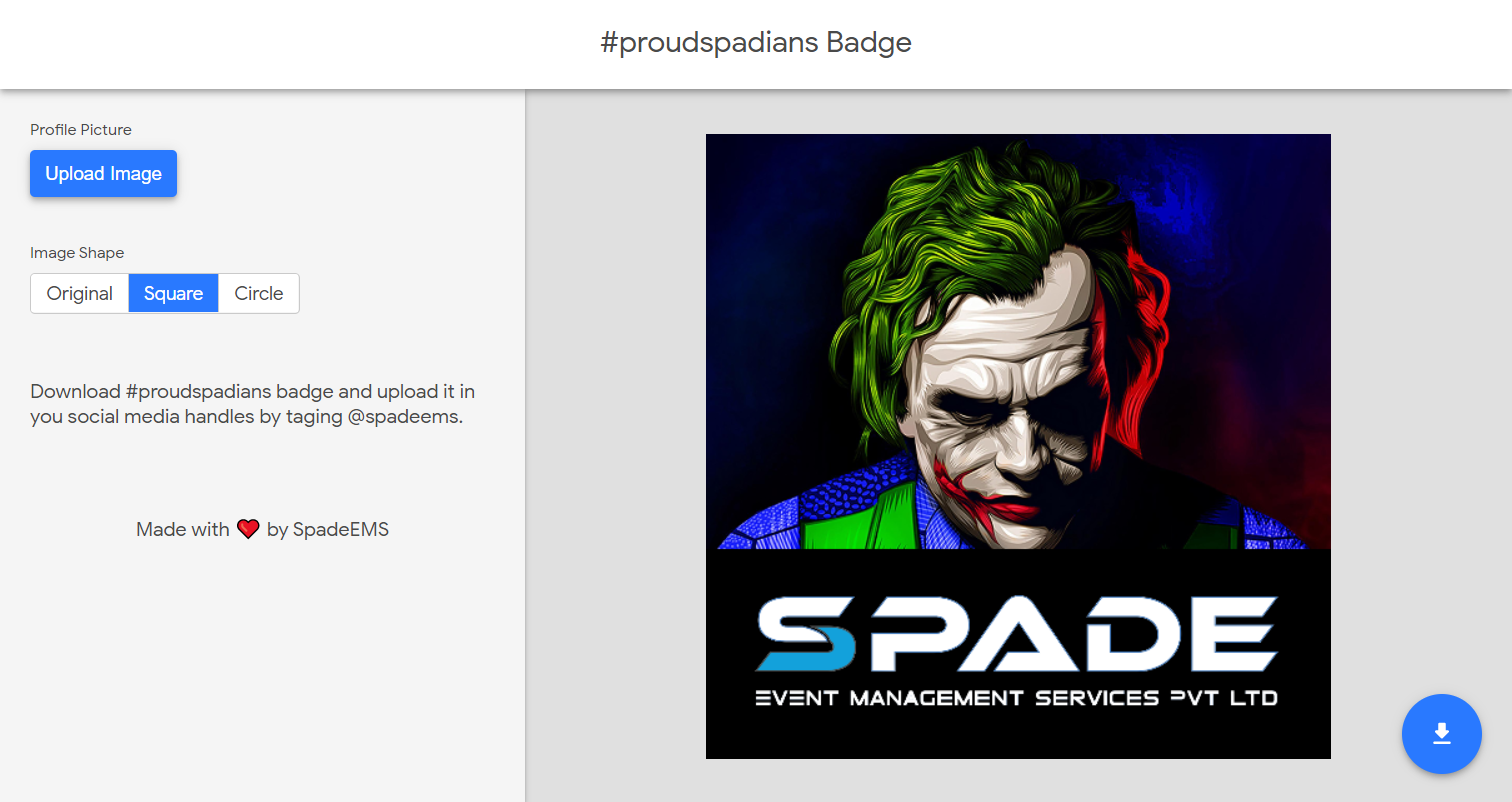 #proudspadians Badge
Profile Picture
Upload Image
Image Shape
Original Square Circle
Download #proudspadians badge and upload it in
you social media handles by taging @spadeems.
Made with ❤ by SpadeEMS
SPADE
EVENT MANAGEMENT SERVICES PVT LTD